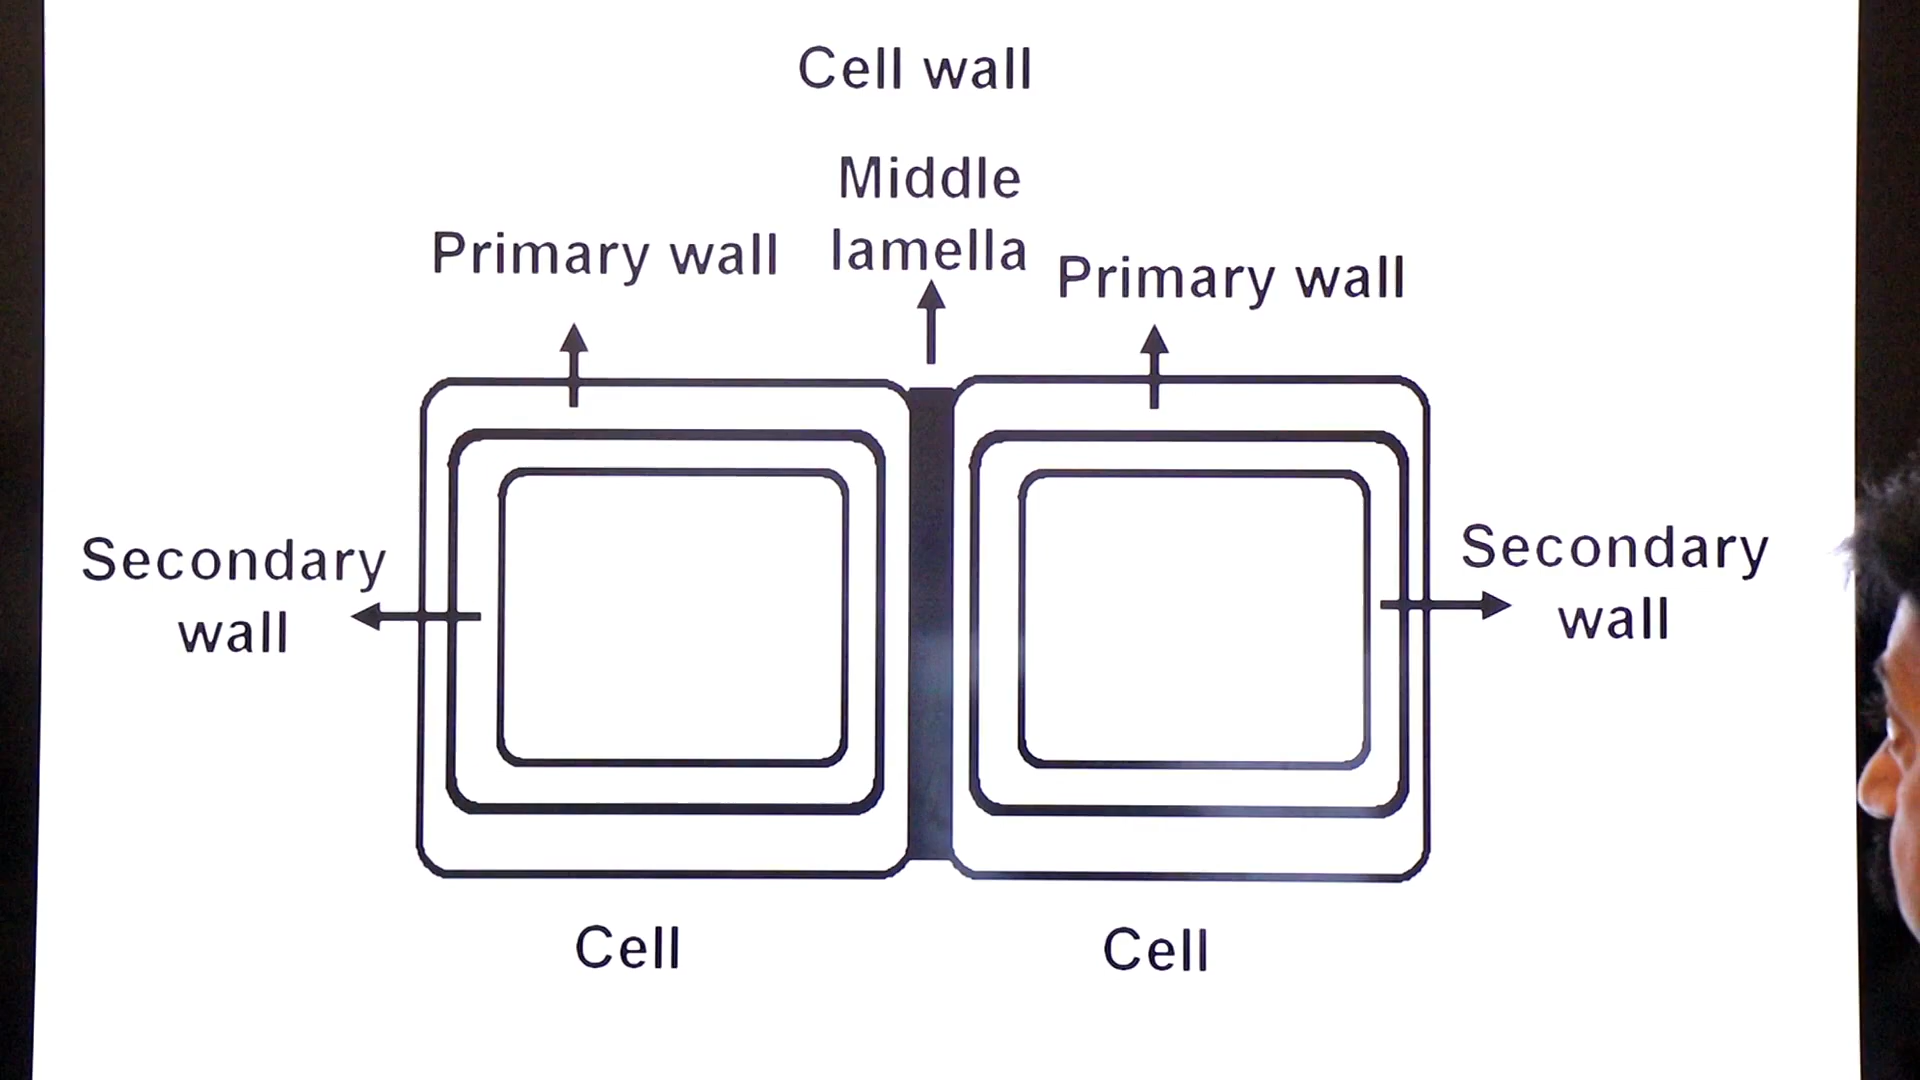 Cell wall
Middle
lamella
Primary wall
Primary wall
Secondary
wall
Secondary
wall
Cell
Cell